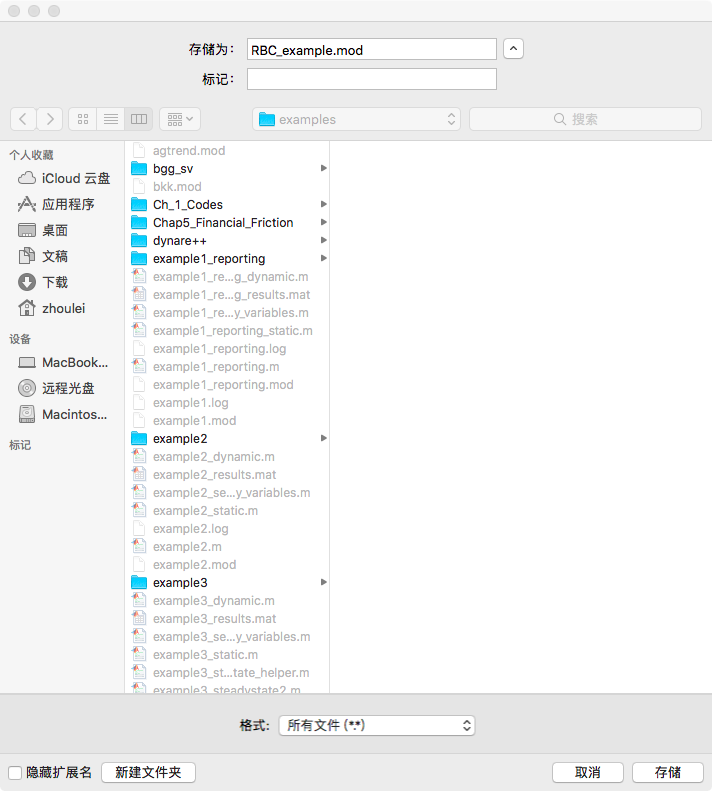 存储为：
RBC_example.mod
标记：
examples
搜索
个人收藏
iCloud 云盘
应用程序
桌面
文稿
下载
zhoulei
设备
MacBook...
远程光盘
Macintos...
标记
agtrend.mod
bgg_sv
bkk.mod
Ch_1_Codes
Chap5_Financial_Friction
dynare++
example1_reporting
example1_re...g_dynamic.m
example1_re...g_results.mat
example1_re...y_variables.m
example1_reporting_static.m
example1_reporting.log
example1_reporting.m
example1_reporting.mod
example1.log
example1.mod
example2
example2_dynamic.m
example2_results.mat
example2_se...y_variables.m
example2_static.m
example2.log
example2.m
example2.mod
example3
example3_dynamic.m
example3_results.mat
example3_se...y_variables.m
example3_static.m
example3_st...tate_helper.m
example3_steadystate2.m
格式：
所有文件 (*.*)
隐藏扩展名
新建文件夹
取消
存储